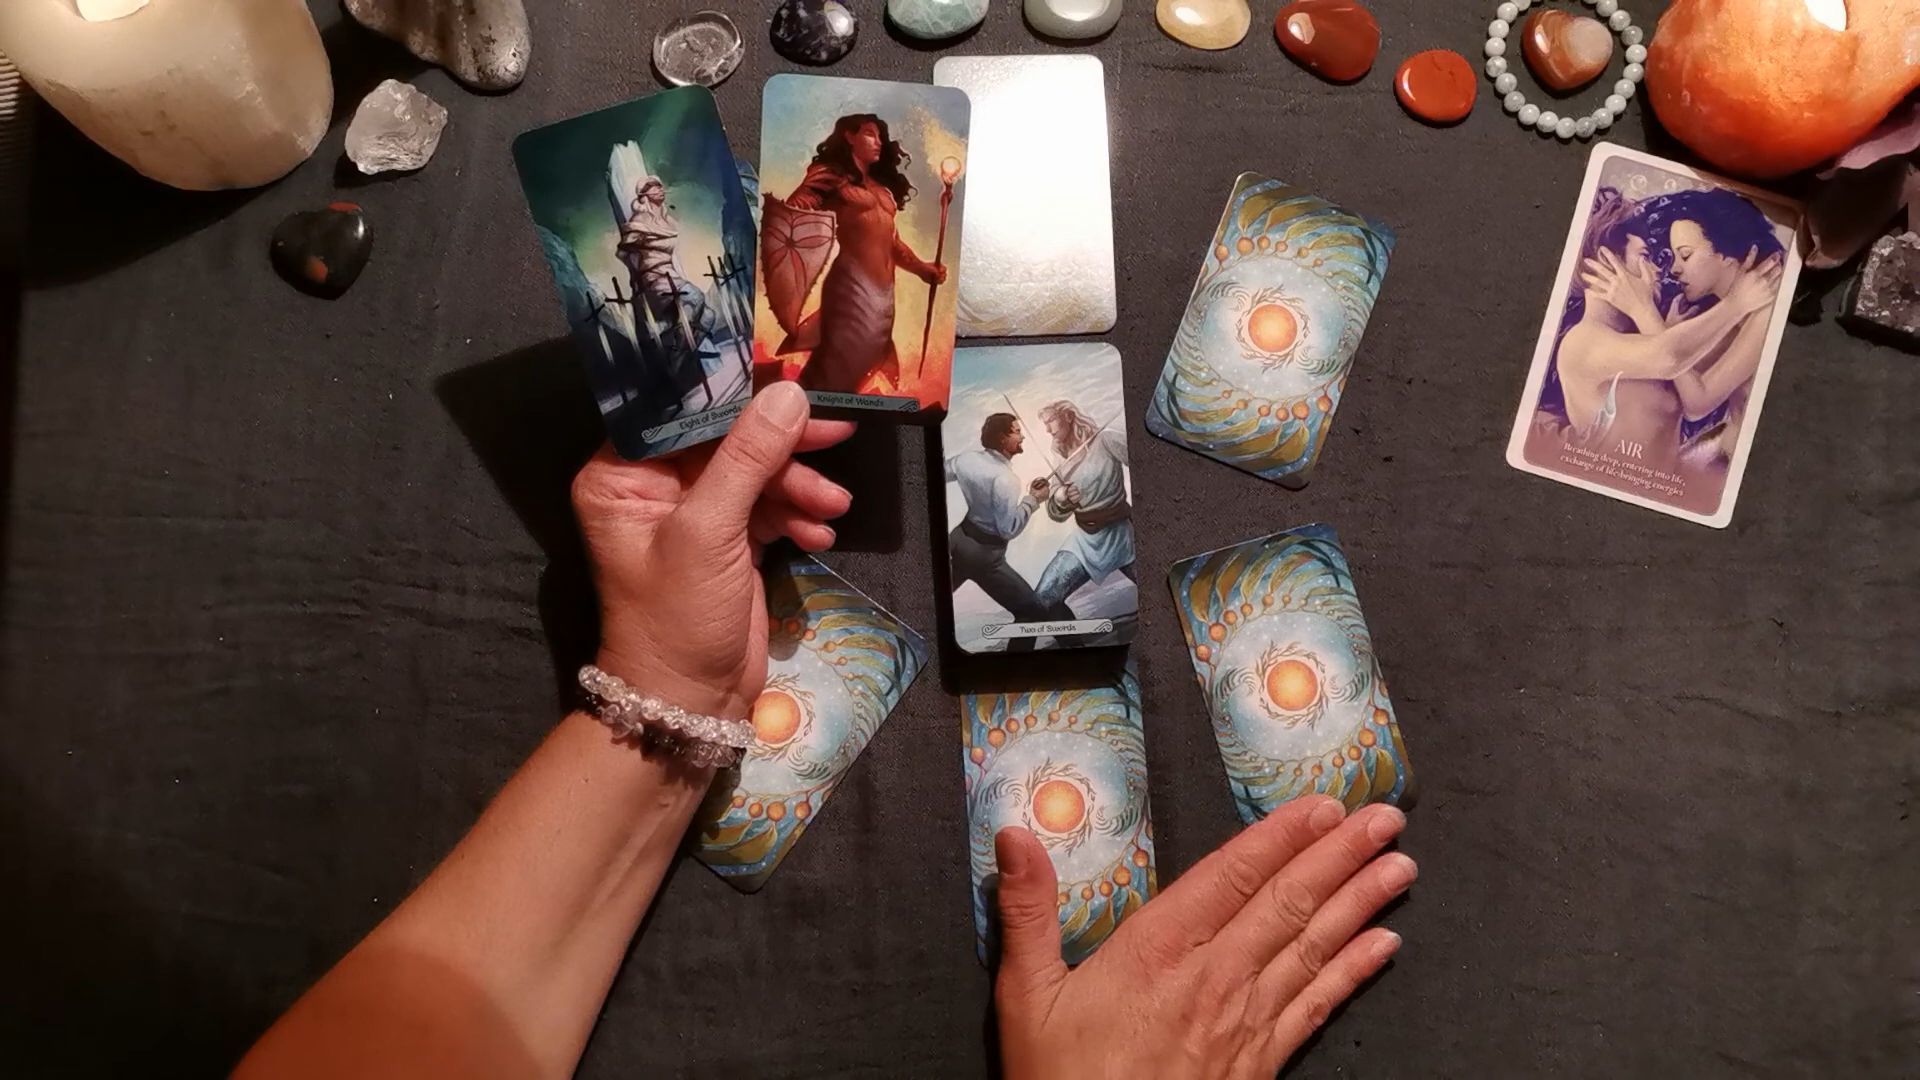 Eight of Swords
Knight of Wands
Two of Swords
AIR
Breathing deep, entering into life,
exchange of life-bringing energies